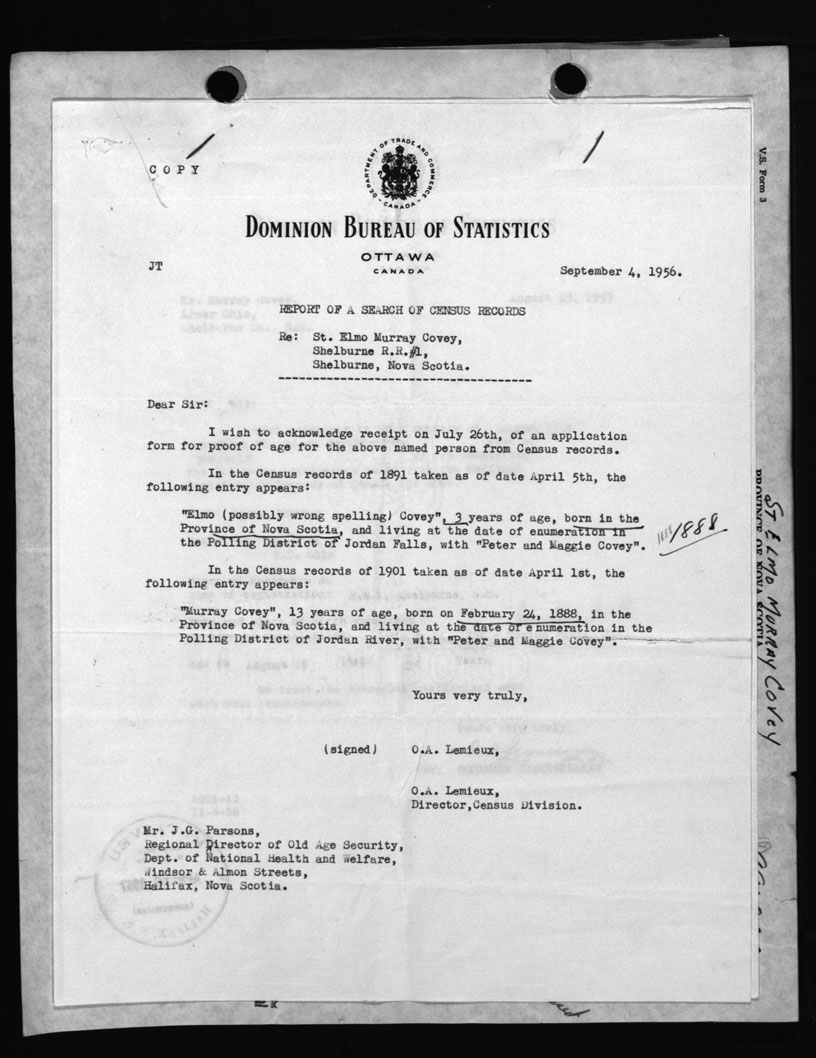 COPY
DEPARTMENT OF TRADE AND COMMERCE
CANADA
DOMINION BUREAU OF STATISTICS
OTTAWA
CANADA
JT
September 4, 1956.
REPORT OF A SEARCH OF CENSUS RECORDS
Re: St. Elmo Murray Covey,
Shelburne R.R.#1,
Shelburne, Nova Scotia.
Dear Sir:
I wish to acknowledge receipt on July 26th, of an application
form for proof of age for the above named person from Census records.
In the Census records of 1891 taken as of date April 5th, the
following entry appears:
"Elmo (possibly wrong spelling) Covey", 3 years of age, born in the
Province of Nova Scotia, and living at the date of enumeration in
the Polling District of Jordan Falls, with "Peter and Maggie Covey".
1888
In the Census records of 1901 taken as of date April 1st, the
following entry appears:
"Murray Covey", 13 years of age, born on February 24, 1888, in the
Province of Nova Scotia, and living at the date of enumeration in the
Polling District of Jordan River, with "Peter and Maggie Covey".
Yours very truly,
(signed) O.A. Lemieux,
O.A. Lemieux,
Director,Census Division.
Mr. J.G. Parsons,
Regional Director of Old Age Security,
Dept. of National Health and Welfare,
Windsor & Almon Streets,
Halifax, Nova Scotia.
V.S. Form 3
PROVINCE OF NOVA SCOTIA
ST ELMO MURRAY COVEY